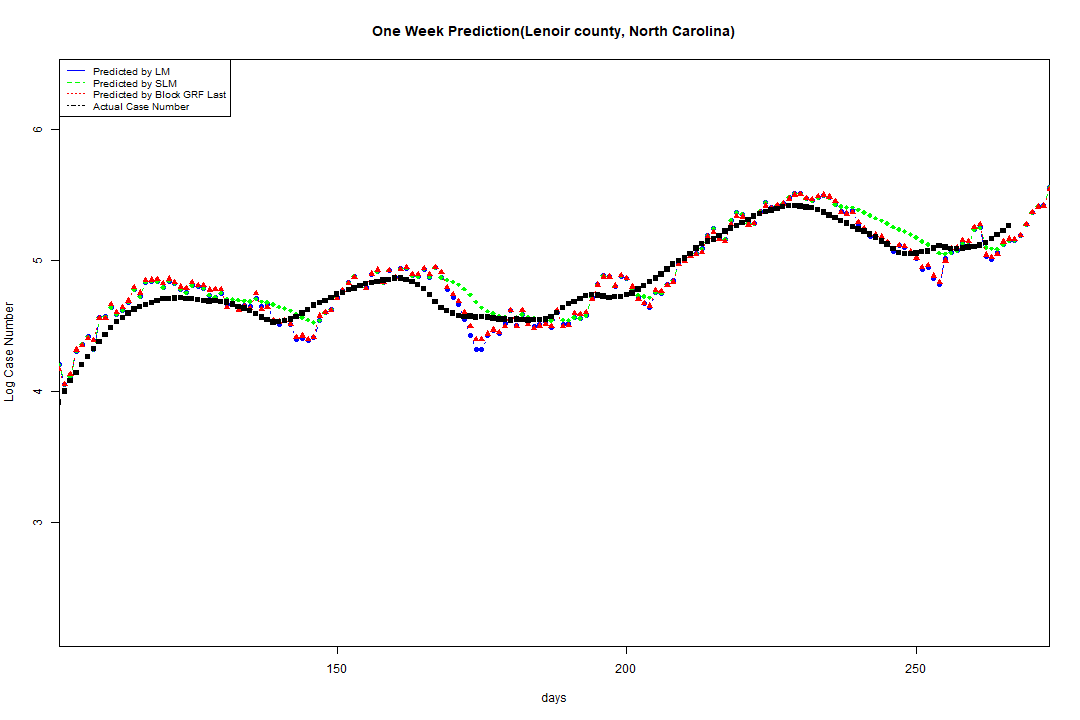 One Week Prediction(Lenoir county, North Carolina)
Predicted by LM
Predicted by SLM
Predicted by Block GRF Last
Actual Case Number
6
5
4
3
Log Case Number
150 200 250
days